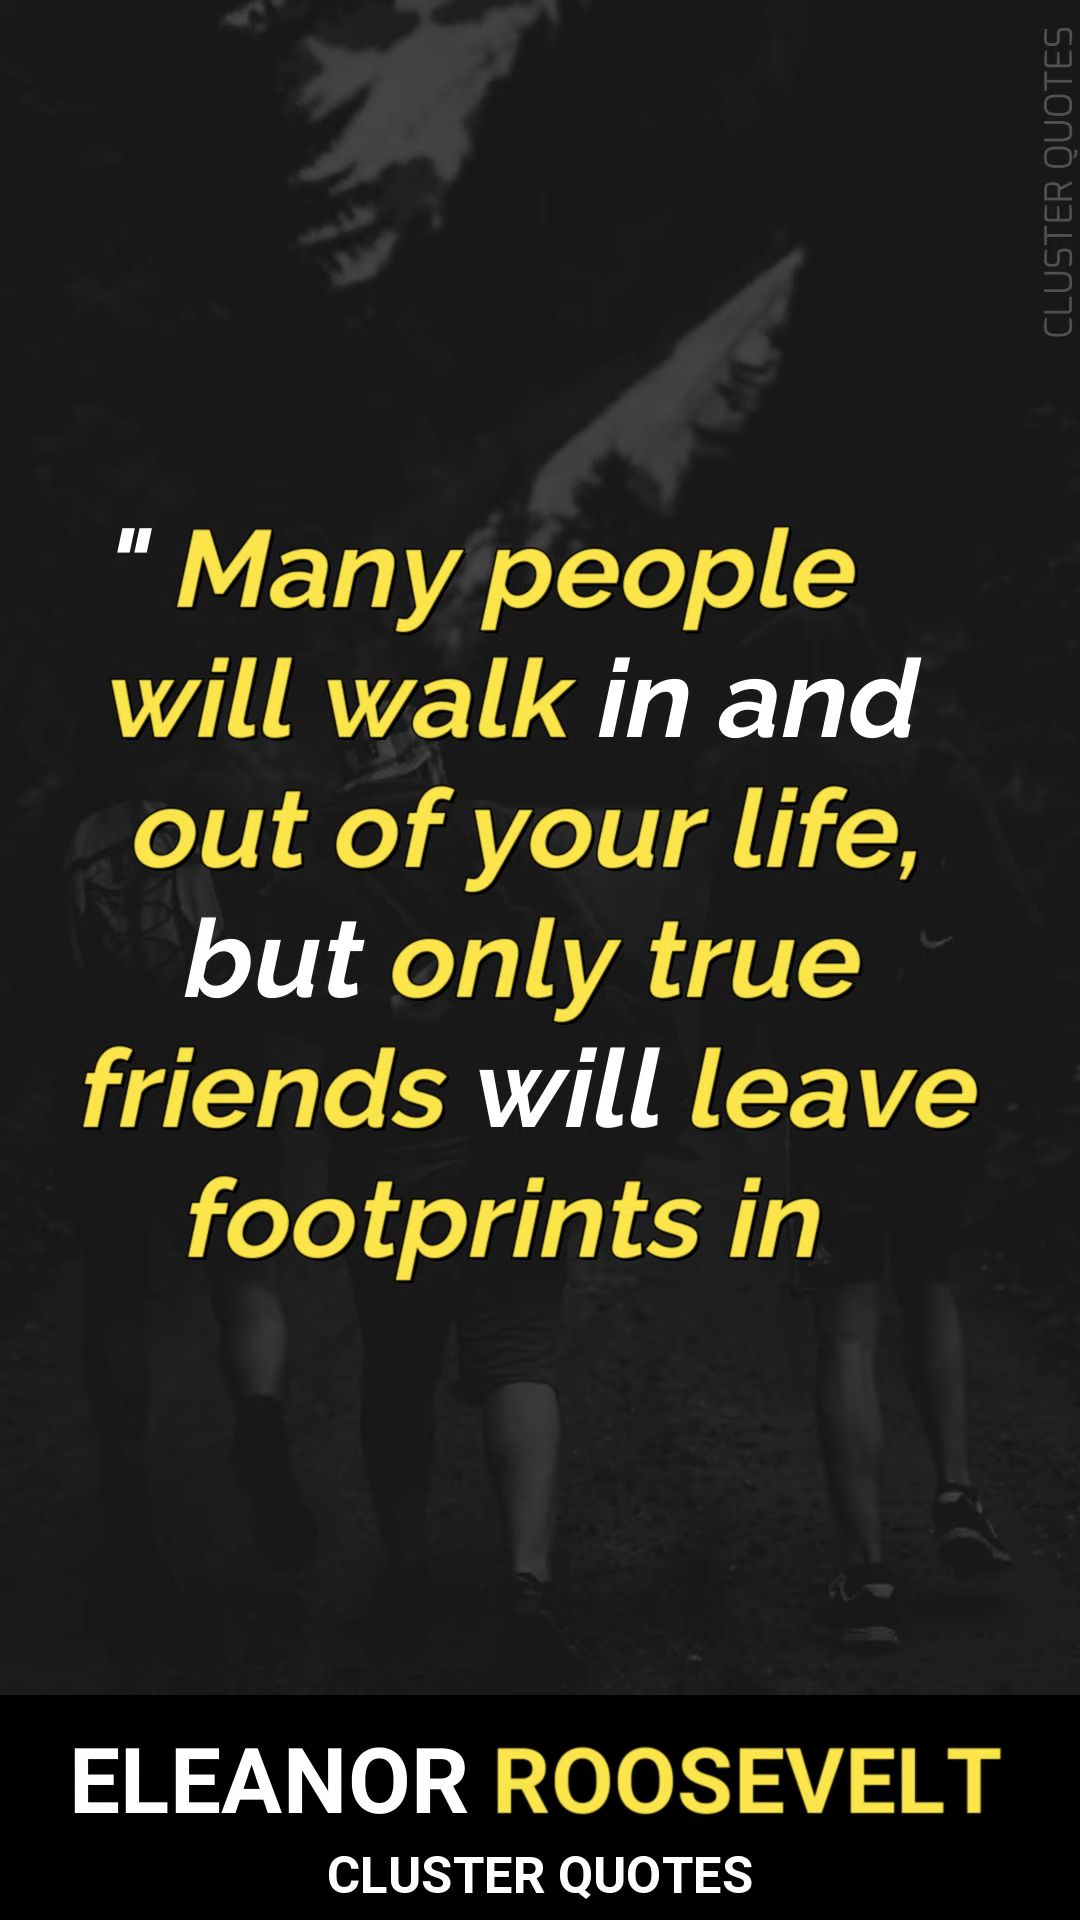 CLUSTER QUOTES
" Many people
will walk in and
out of your life,
but only true
friends will leave
footprints in
ELEANOR ROOSEVELT
CLUSTER QUOTES